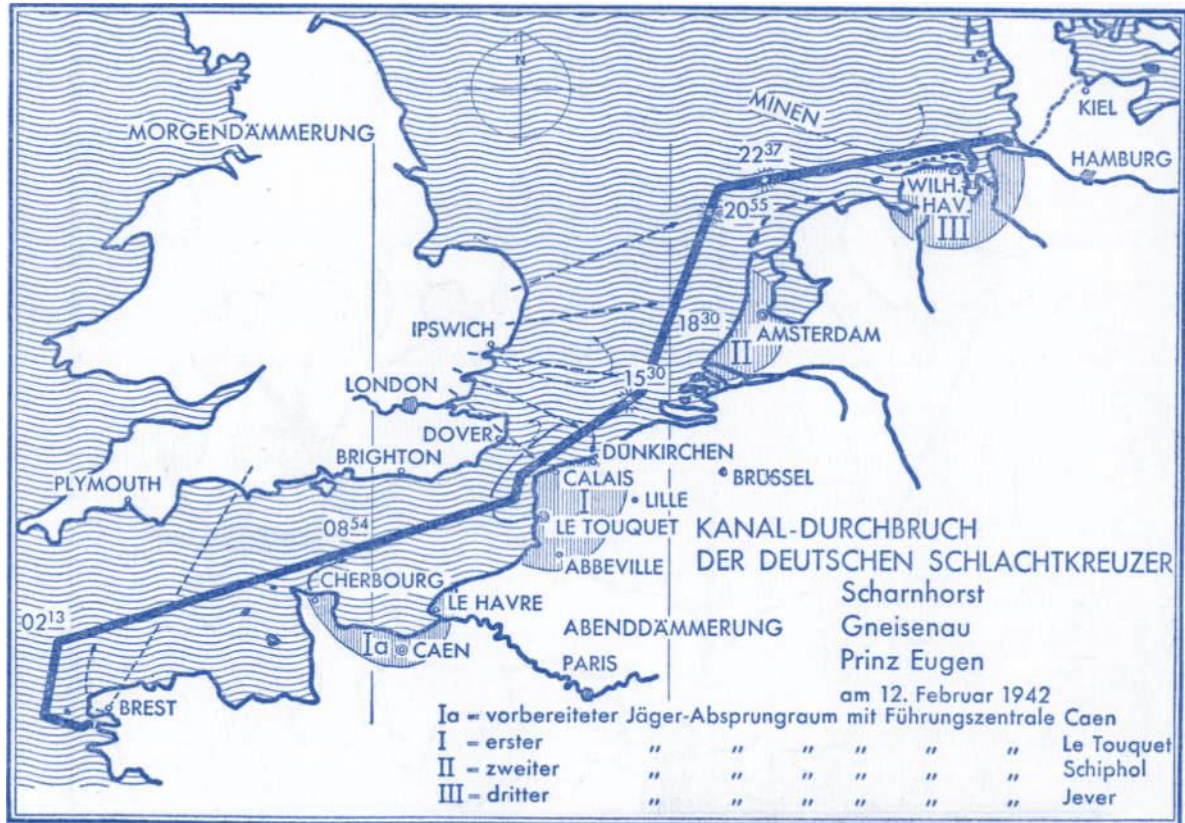 N
MINEN
KIEL
MORGENDÄMMERUNG
22³⁷
HAMBURG
WILH.
HAV.
III
20⁵⁵
18³⁰
AMSTERDAM
II
IPSWICH
15³⁰
LONDON
DOVER
DÜNKIRCHEN
BRIGHTON
CALAIS
BRÜSSEL
PLYMOUTH
I
LILLE
08⁵⁴
LE TOUQUET
ABBEVILLE
CHERBOURG
LE HAVRE
02¹³
ABENDDÄMMERUNG
Ia
CAEN
PARIS
BREST
KANAL-DURCHBRUCH
DER DEUTSCHEN SCHLACHTKREUZER
Scharnhorst
Gneisenau
Prinz Eugen
am 12. Februar 1942
Ia = vorbereiteter Jäger-Absprungraum mit Führungszentrale Caen
I = erster „ „ „ „ „ „ Le Touquet
II = zweiter „ „ „ „ „ „ Schiphol
III = dritter „ „ „ „ „ „ Jever